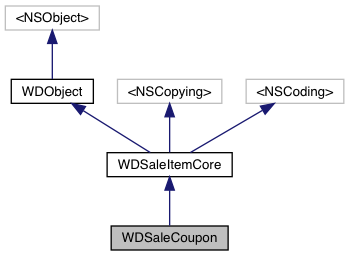 <NSObject>
WDObject
<NSCopying>
<NSCoding>
WDSaleItemCore
WDSaleCoupon